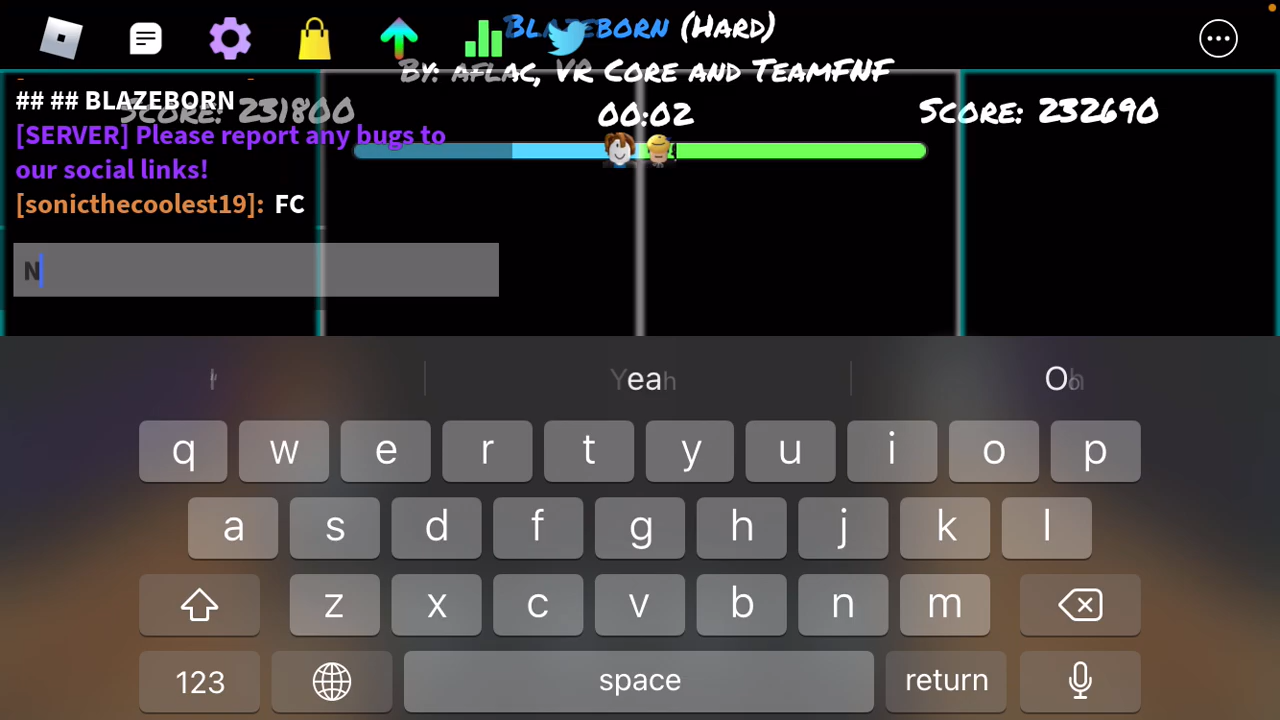 Blazeborn (Hard)
By: aflac, VR Core and TeamFNF
00:02
Score: 231800
Score: 232690
## ## BLAZEBORN
[SERVER] Please report any bugs to
our social links!
[sonicthecoolest19]: FC
N
Yeah
q w e r t y u i o p
a s d f g h j k l
z x c v b n m
123
space
return